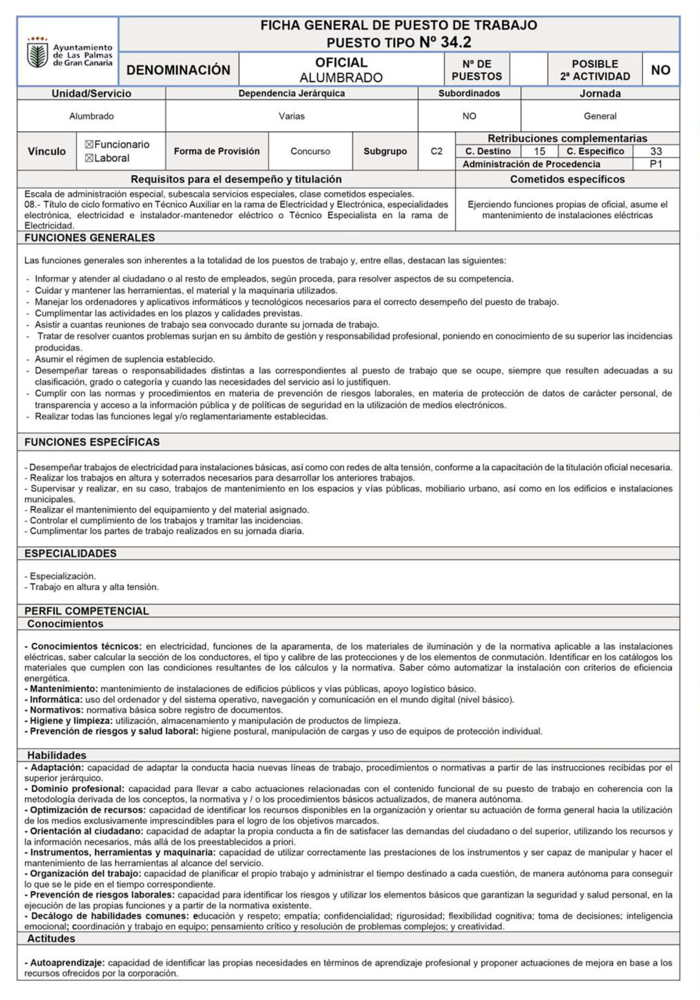 FICHA GENERAL DE PUESTO DE TRABAJO
PUESTO TIPO Nº 34.2
Ayuntamiento
de Las Palmas
de Gran Canaria
DENOMINACIÓN
OFICIAL
ALUMBRADO
Nº DE
PUESTOS
POSIBLE
2ª ACTIVIDAD
NO
Unidad/Servicio Dependencia Jerárquica Subordinados Jornada
Alumbrado Varias NO General
Vínculo
☒Funcionario
☒Laboral
Forma de Provisión Concurso Subgrupo C2
Retribuciones complementarias
C. Destino 15 C. Específico 33
Administración de Procedencia P1
Requisitos para el desempeño y titulación Cometidos específicos
Escala de administración especial, subescala servicios especiales, clase cometidos especiales.
08.- Título de ciclo formativo en Técnico Auxiliar en la rama de Electricidad y Electrónica, especialidades
electrónica, electricidad e instalador-mantenedor eléctrico o Técnico Especialista en la rama de
Electricidad.
Ejerciendo funciones propias de oficial, asume el
mantenimiento de instalaciones eléctricas
FUNCIONES GENERALES
Las funciones generales son inherentes a la totalidad de los puestos de trabajo y, entre ellas, destacan las siguientes:
- Informar y atender al ciudadano o al resto de empleados, según proceda, para resolver aspectos de su competencia.
- Cuidar y mantener las herramientas, el material y la maquinaria utilizados.
- Manejar los ordenadores y aplicativos informáticos y tecnológicos necesarios para el correcto desempeño del puesto de trabajo.
- Cumplimentar las actividades en los plazos y calidades previstas.
- Asistir a cuantas reuniones de trabajo sea convocado durante su jornada de trabajo.
- Tratar de resolver cuantos problemas surjan en su ámbito de gestión y responsabilidad profesional, poniendo en conocimiento de su superior las incidencias
producidas.
- Asumir el régimen de suplencia establecido.
- Desempeñar tareas o responsabilidades distintas a las correspondientes al puesto de trabajo que se ocupe, siempre que resulten adecuadas a su
clasificación, grado o categoría y cuando las necesidades del servicio así lo justifiquen.
- Cumplir con las normas y procedimientos en materia de prevención de riesgos laborales, en materia de protección de datos de carácter personal, de
transparencia y acceso a la información pública y de políticas de seguridad en la utilización de medios electrónicos.
- Realizar todas las funciones legal y/o reglamentariamente establecidas.
FUNCIONES ESPECÍFICAS
- Desempeñar trabajos de electricidad para instalaciones básicas, así como con redes de alta tensión, conforme a la capacitación de la titulación oficial necesaria.
- Realizar los trabajos en altura y soterrados necesarios para desarrollar los anteriores trabajos.
- Supervisar y realizar, en su caso, trabajos de mantenimiento en los espacios y vías públicas, mobiliario urbano, así como en los edificios e instalaciones
municipales.
- Realizar el mantenimiento del equipamiento y del material asignado.
- Controlar el cumplimiento de los trabajos y tramitar las incidencias.
- Cumplimentar los partes de trabajo realizados en su jornada diaria.
ESPECIALIDADES
- Especialización.
- Trabajo en altura y alta tensión.
PERFIL COMPETENCIAL
Conocimientos
- Conocimientos técnicos: en electricidad, funciones de la aparamenta, de los materiales de iluminación y de la normativa aplicable a las instalaciones
eléctricas, saber calcular la sección de los conductores, el tipo y calibre de las protecciones y de los elementos de conmutación. Identificar en los catálogos los
materiales que cumplen con las condiciones resultantes de los cálculos y la normativa. Saber cómo automatizar la instalación con criterios de eficiencia
energética.
- Mantenimiento: mantenimiento de instalaciones de edificios públicos y vías públicas, apoyo logístico básico.
- Informática: uso del ordenador y del sistema operativo, navegación y comunicación en el mundo digital (nivel básico).
- Normativos: normativa básica sobre registro de documentos.
- Higiene y limpieza: utilización, almacenamiento y manipulación de productos de limpieza.
- Prevención de riesgos y salud laboral: higiene postural, manipulación de cargas y uso de equipos de protección individual.
Habilidades
- Adaptación: capacidad de adaptar la conducta hacia nuevas líneas de trabajo, procedimientos o normativas a partir de las instrucciones recibidas por el
superior jerárquico.
- Dominio profesional: capacidad para llevar a cabo actuaciones relacionadas con el contenido funcional de su puesto de trabajo en coherencia con la
metodología derivada de los conceptos, la normativa y / o los procedimientos básicos actualizados, de manera autónoma.
- Optimización de recursos: capacidad de identificar los recursos disponibles en la organización y orientar su actuación de forma general hacia la utilización
de los medios exclusivamente imprescindibles para el logro de los objetivos marcados.
- Orientación al ciudadano: capacidad de adaptar la propia conducta a fin de satisfacer las demandas del ciudadano o del superior, utilizando los recursos y
la información necesarios, más allá de los preestablecidos a priori.
- Instrumentos, herramientas y maquinaria: capacidad de utilizar correctamente las prestaciones de los instrumentos y ser capaz de manipular y hacer el
mantenimiento de las herramientas al alcance del servicio.
- Organización del trabajo: capacidad de planificar el propio trabajo y administrar el tiempo destinado a cada cuestión, de manera autónoma para conseguir
lo que se le pide en el tiempo correspondiente.
- Prevención de riesgos laborales: capacidad para identificar los riesgos y utilizar los elementos básicos que garantizan la seguridad y salud personal, en la
ejecución de las propias funciones y a partir de la normativa existente.
- Decálogo de habilidades comunes: educación y respeto; empatía; confidencialidad; rigurosidad; flexibilidad cognitiva; toma de decisiones; inteligencia
emocional; coordinación y trabajo en equipo; pensamiento crítico y resolución de problemas complejos; y creatividad.
Actitudes
- Autoaprendizaje: capacidad de identificar las propias necesidades en términos de aprendizaje profesional y proponer actuaciones de mejora en base a los
recursos ofrecidos por la corporación.